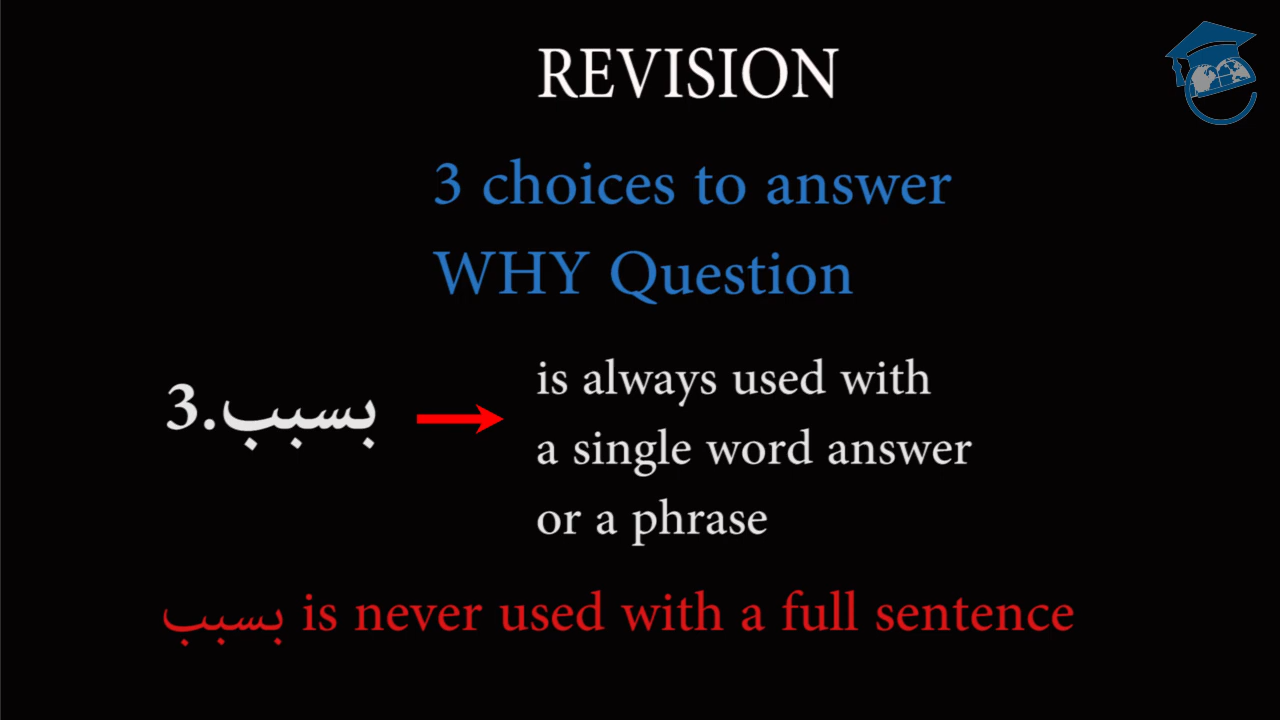 REVISION
3 choices to answer
WHY Question
3.بسبب
is always used with
a single word answer
or a phrase
بسبب is never used with a full sentence